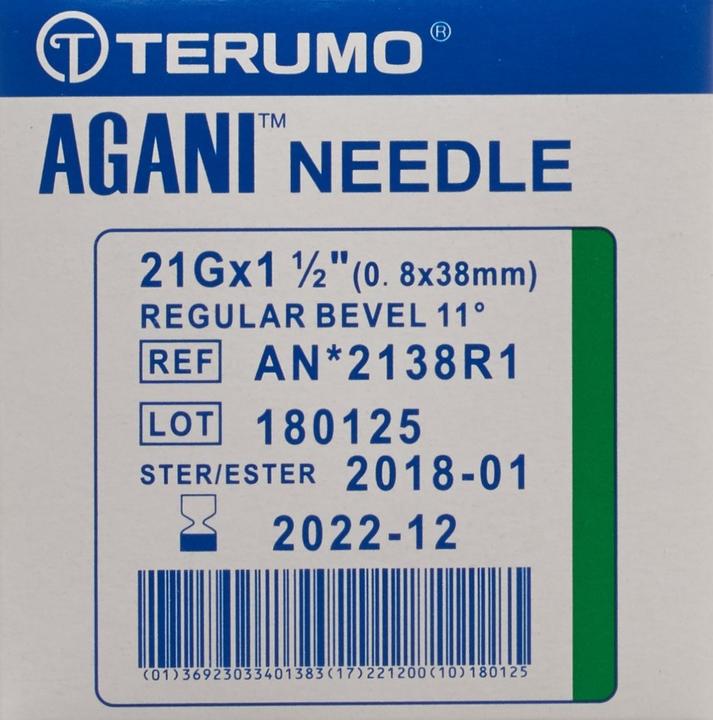 TERUMO®
AGANI™ NEEDLE
21Gx1 ½" (0. 8x38mm)
REGULAR BEVEL 11°
REF AN*2138R1
LOT 180125
STER/ESTER 2018-01
2022-12
(01)36923033401383(17)221200(10)180125